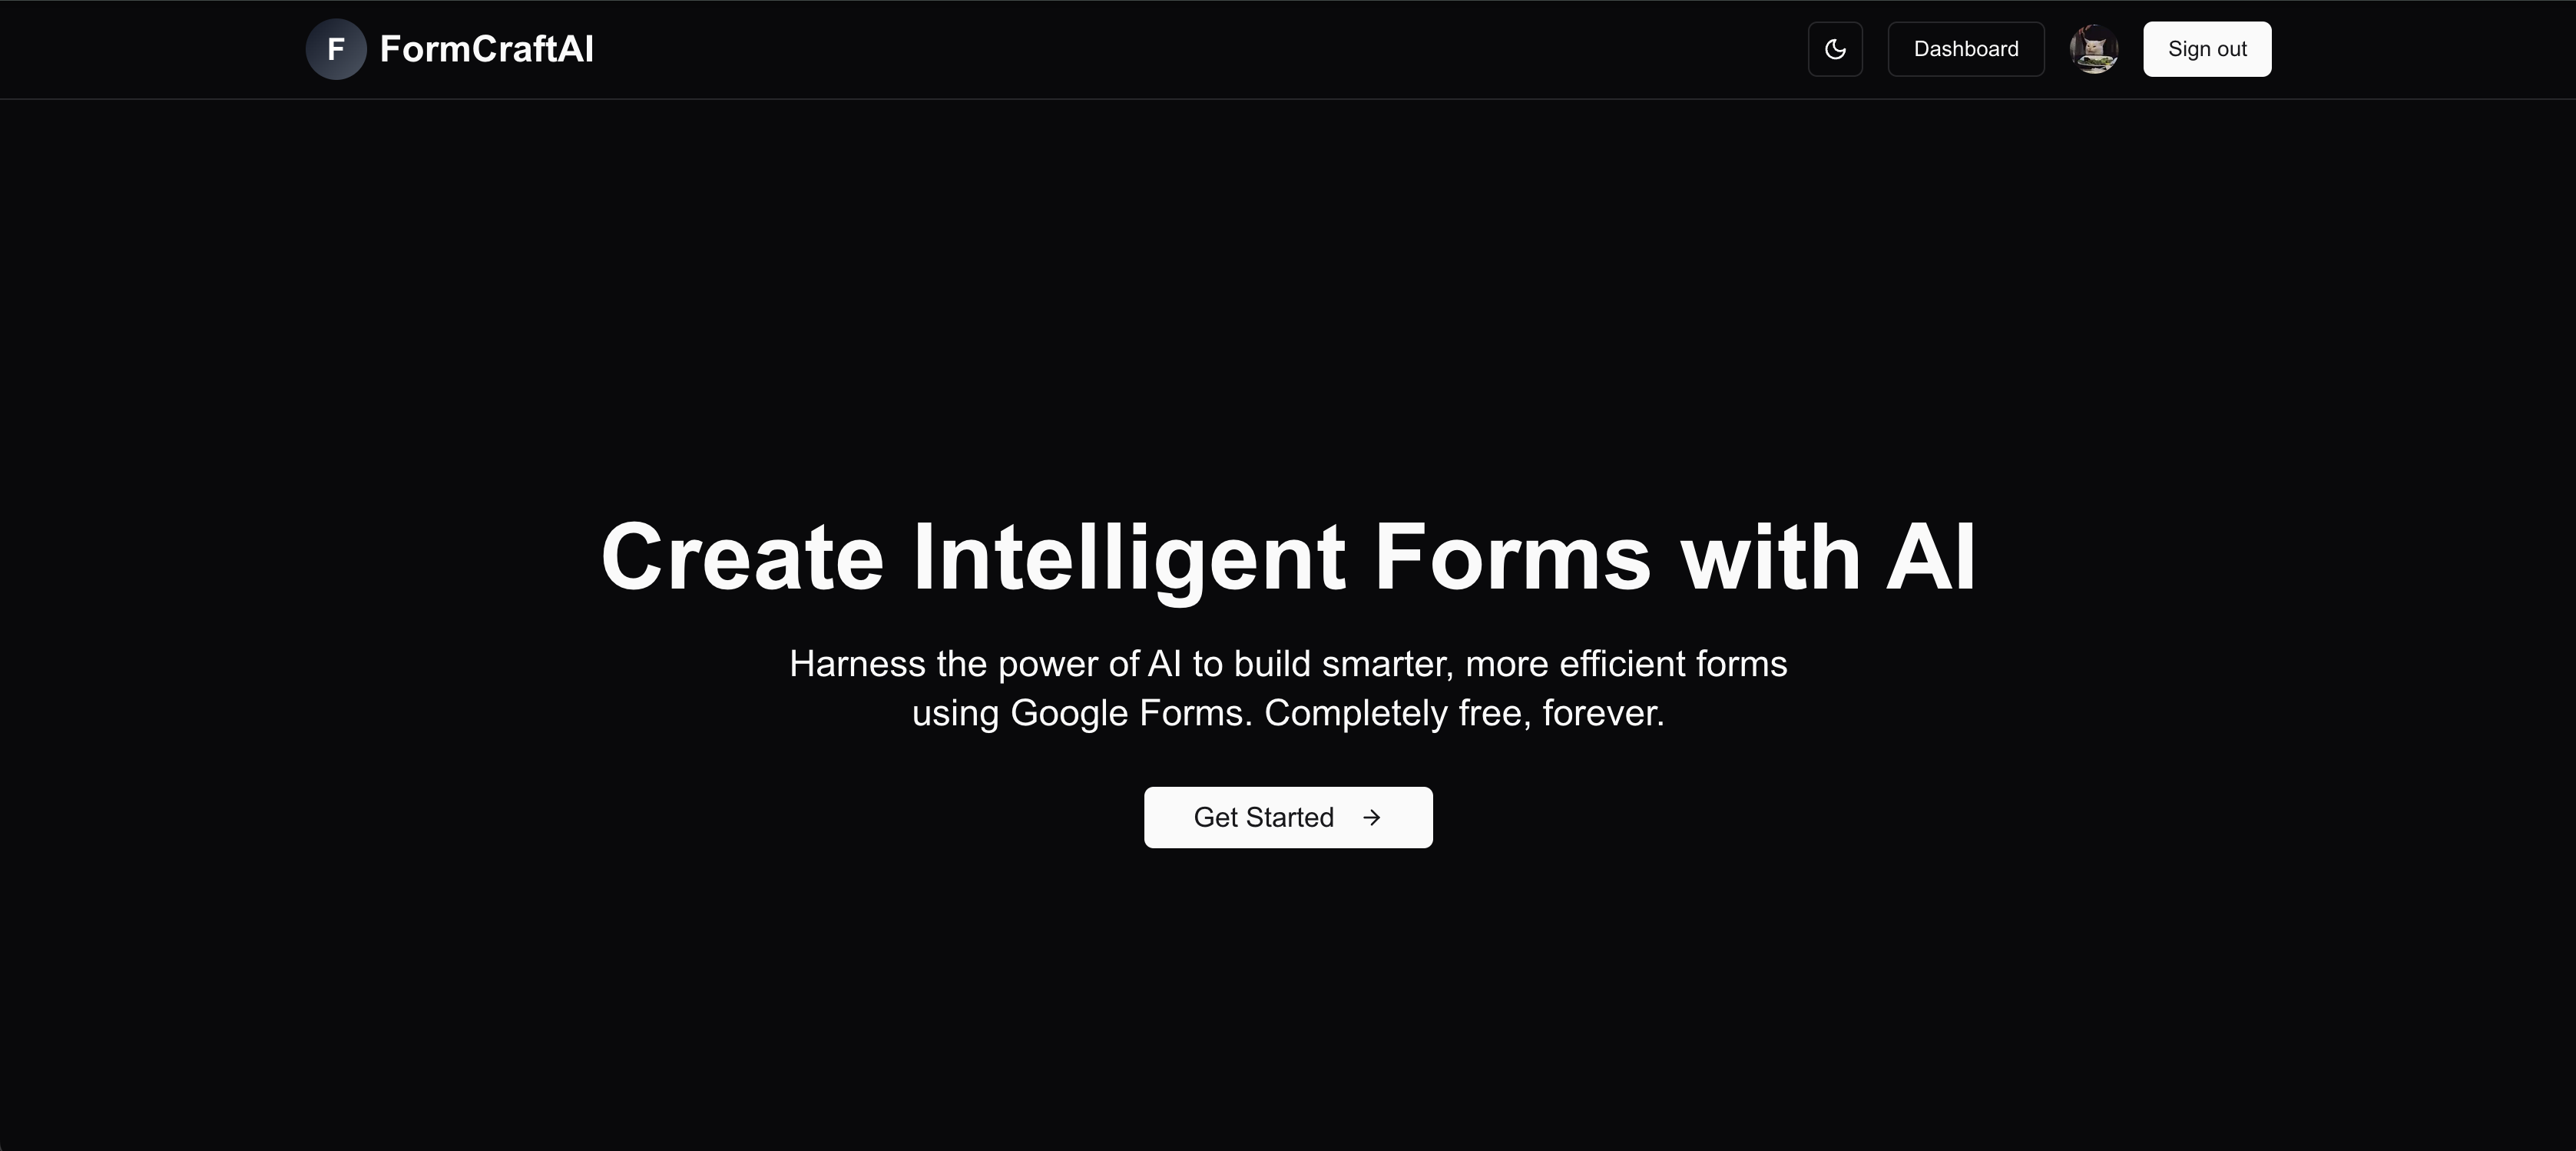 F FormCraftAI
Dashboard
Sign out
Create Intelligent Forms with AI
Harness the power of AI to build smarter, more efficient forms
using Google Forms. Completely free, forever.
Get Started →